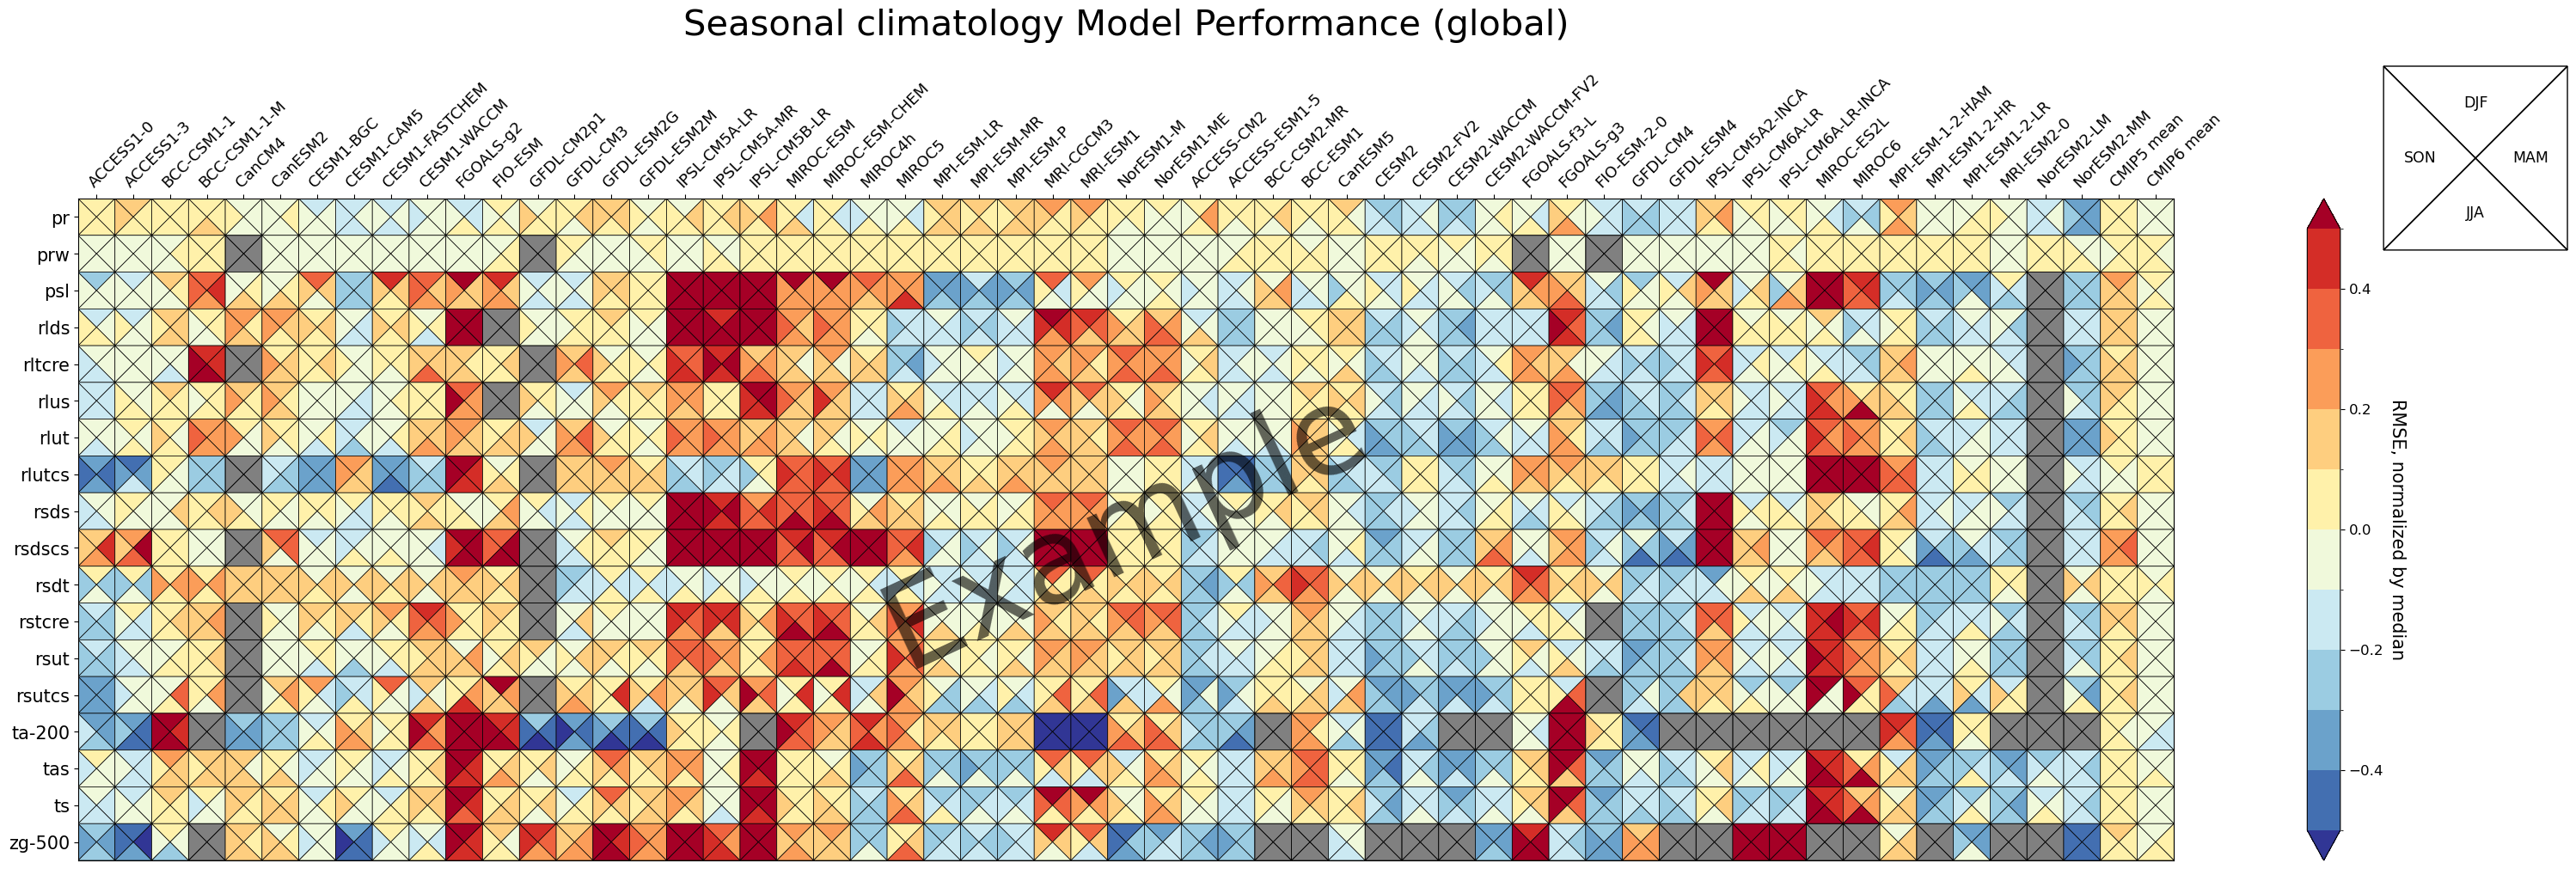 Seasonal climatology Model Performance (global)
ACCESS1-0
ACCESS1-3
BCC-CSM1-1
BCC-CSM1-1-M
CanCM4
CanESM2
CESM1-BGC
CESM1-CAM5
CESM1-FASTCHEM
CESM1-WACCM
FGOALS-g2
FIO-ESM
GFDL-CM2p1
GFDL-CM3
GFDL-ESM2G
GFDL-ESM2M
IPSL-CM5A-LR
IPSL-CM5A-MR
IPSL-CM5B-LR
MIROC-ESM
MIROC-ESM-CHEM
MIROC4h
MIROC5
MPI-ESM-LR
MPI-ESM-MR
MPI-ESM-P
MRI-CGCM3
MRI-ESM1
NorESM1-M
NorESM1-ME
ACCESS-CM2
ACCESS-ESM1-5
BCC-CSM2-MR
BCC-ESM1
CanESM5
CESM2
CESM2-FV2
CESM2-WACCM
CESM2-WACCM-FV2
FGOALS-f3-L
FGOALS-g3
FIO-ESM-2-0
GFDL-CM4
GFDL-ESM4
IPSL-CM5A2-INCA
IPSL-CM6A-LR
IPSL-CM6A-LR-INCA
MIROC-ES2L
MIROC6
MPI-ESM-1-2-HAM
MPI-ESM1-2-HR
MPI-ESM1-2-LR
MRI-ESM2-0
NorESM2-LM
NorESM2-MM
CMIP5 mean
CMIP6 mean
pr
prw
psl
rlds
rltcre
rlus
rlut
rlutcs
rsds
rsdscs
rsdt
rstcre
rsut
rsutcs
ta-200
tas
ts
zg-500
Example
DJF
SON
MAM
JJA
0.4
0.2
0.0
−0.2
−0.4
RMSE, normalized by median